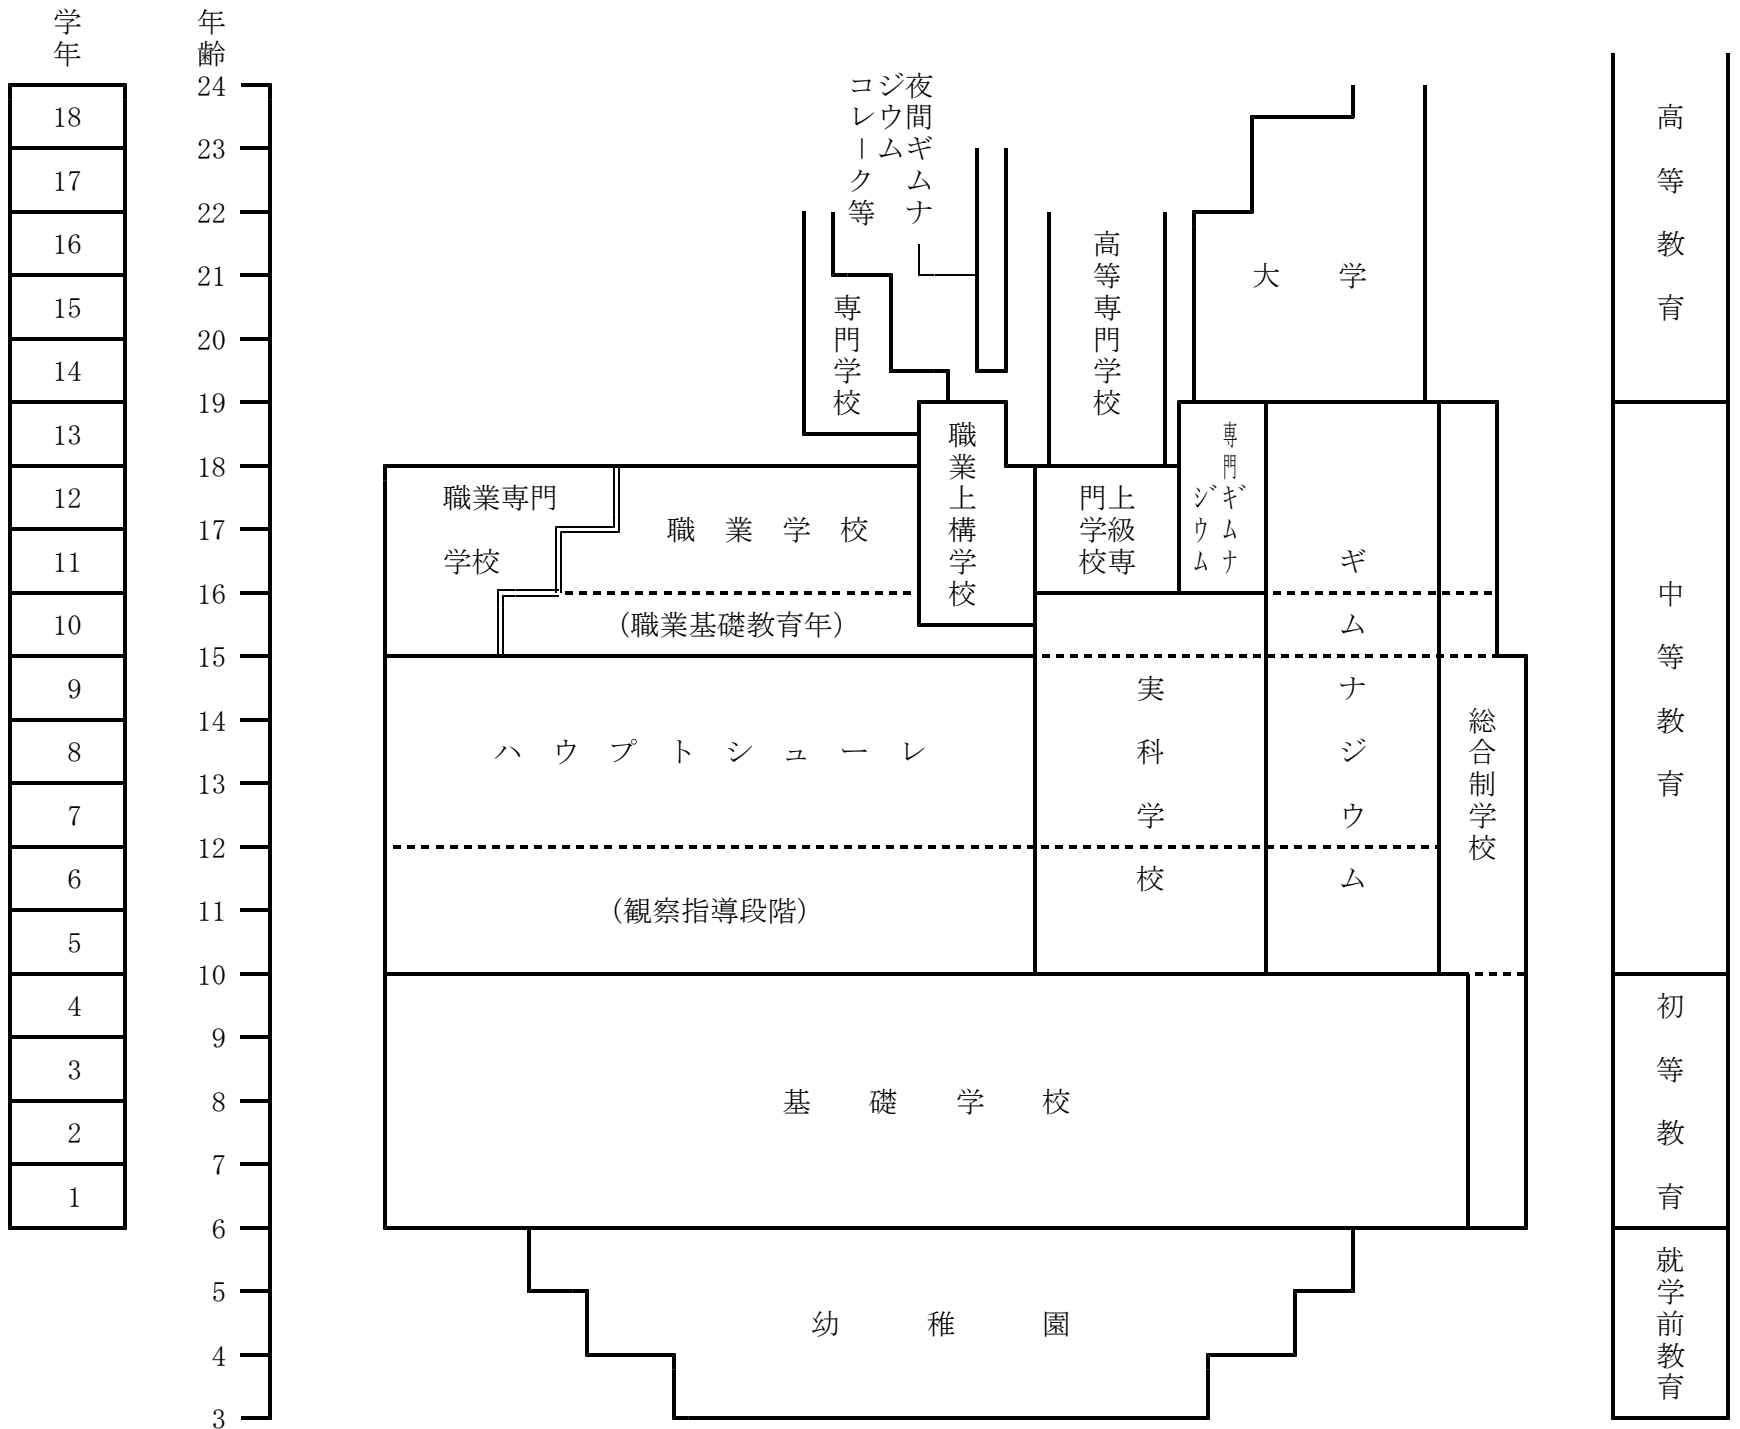 学年
年齢
24
18
23
17
22
16
21
15
20
14
19
13
18
12
17
11
16
10
15
9
14
8
13
7
12
6
11
5
10
4
9
3
8
2
7
1
6
5
4
3
夜間ギムナ
ジウム
コレーク等
専門学校
高等専門学校
大学
職業専門
学校
職業学校
(職業基礎教育年)
職業上構学校
上級専
門学校
専門ギムナ
ジウム
ギムナジウム
ハウプトシューレ
実科学校
総合制学校
(観察指導段階)
基礎学校
幼稚園
高等教育
中等教育
初等教育
就学前教育